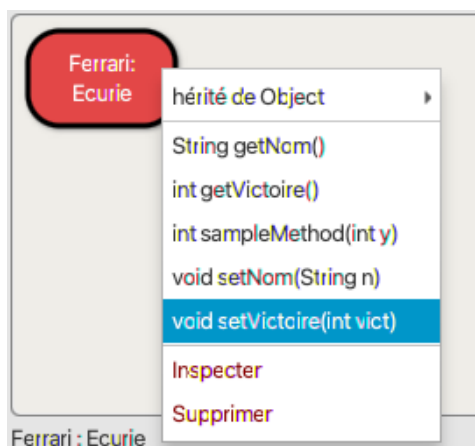 Ferrari:
Ecurie
hérité de Object
String getNom()
int getVictoire()
int sampleMethod(int y)
void setNom(String n)
void setVictoire(int vict)
Inspecter
Supprimer
Ferrari : Ecurie